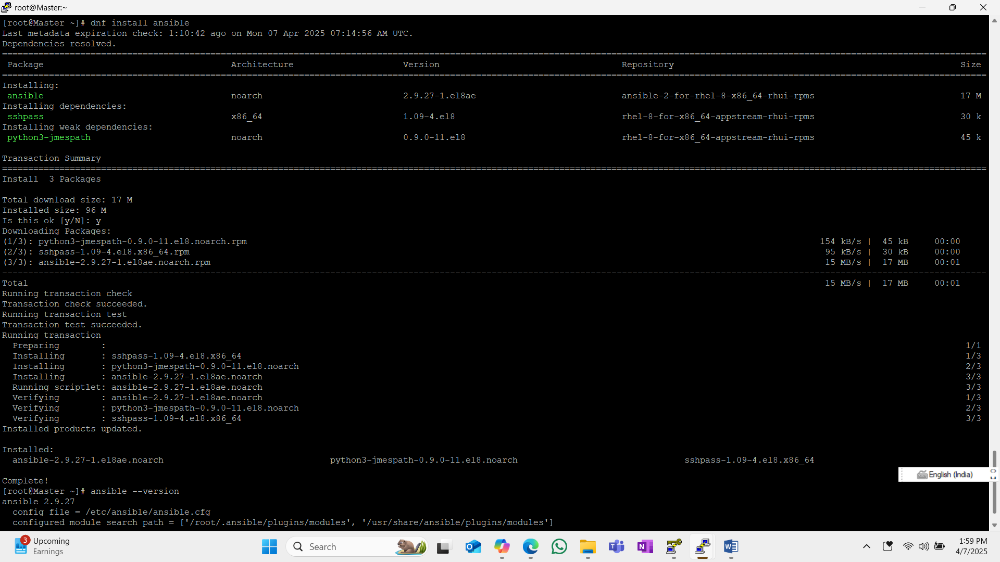 root@Master:~
[root@Master ~]# dnf install ansible
Last metadata expiration check: 1:10:42 ago on Mon 07 Apr 2025 07:14:56 AM UTC.
Dependencies resolved.
================================================================================
Package Architecture Version Repository Size
================================================================================
Installing:
ansible noarch 2.9.27-1.el8ae ansible-2-for-rhel-8-x86_64-rhui-rpms 17 M
Installing dependencies:
sshpass x86_64 1.09-4.el8 rhel-8-for-x86_64-appstream-rhui-rpms 30 k
Installing weak dependencies:
python3-jmespath noarch 0.9.0-11.el8 rhel-8-for-x86_64-appstream-rhui-rpms 45 k
Transaction Summary
================================================================================
Install  3 Packages
Total download size: 17 M
Installed size: 96 M
Is this ok [y/N]: y
Downloading Packages:
(1/3): python3-jmespath-0.9.0-11.el8.noarch.rpm 154 kB/s | 45 kB 00:00
(2/3): sshpass-1.09-4.el8.x86_64.rpm 95 kB/s | 30 kB 00:00
(3/3): ansible-2.9.27-1.el8ae.noarch.rpm 15 MB/s | 17 MB 00:01
--------------------------------------------------------------------------------
Total 15 MB/s | 17 MB 00:01
Running transaction check
Transaction check succeeded.
Running transaction test
Transaction test succeeded.
Running transaction
Preparing : 1/1
Installing : sshpass-1.09-4.el8.x86_64 1/3
Installing : python3-jmespath-0.9.0-11.el8.noarch 2/3
Installing : ansible-2.9.27-1.el8ae.noarch 3/3
Running scriptlet: ansible-2.9.27-1.el8ae.noarch 3/3
Verifying : ansible-2.9.27-1.el8ae.noarch 1/3
Verifying : python3-jmespath-0.9.0-11.el8.noarch 2/3
Verifying : sshpass-1.09-4.el8.x86_64 3/3
Installed products updated.
Installed:
ansible-2.9.27-1.el8ae.noarch python3-jmespath-0.9.0-11.el8.noarch sshpass-1.09-4.el8.x86_64
English (India)
Complete!
[root@Master ~]# ansible --version
ansible 2.9.27
config file = /etc/ansible/ansible.cfg
configured module search path = ['/root/.ansible/plugins/modules', '/usr/share/ansible/plugins/modules']
3 Upcoming
Earnings
Search
1:59 PM
4/7/2025